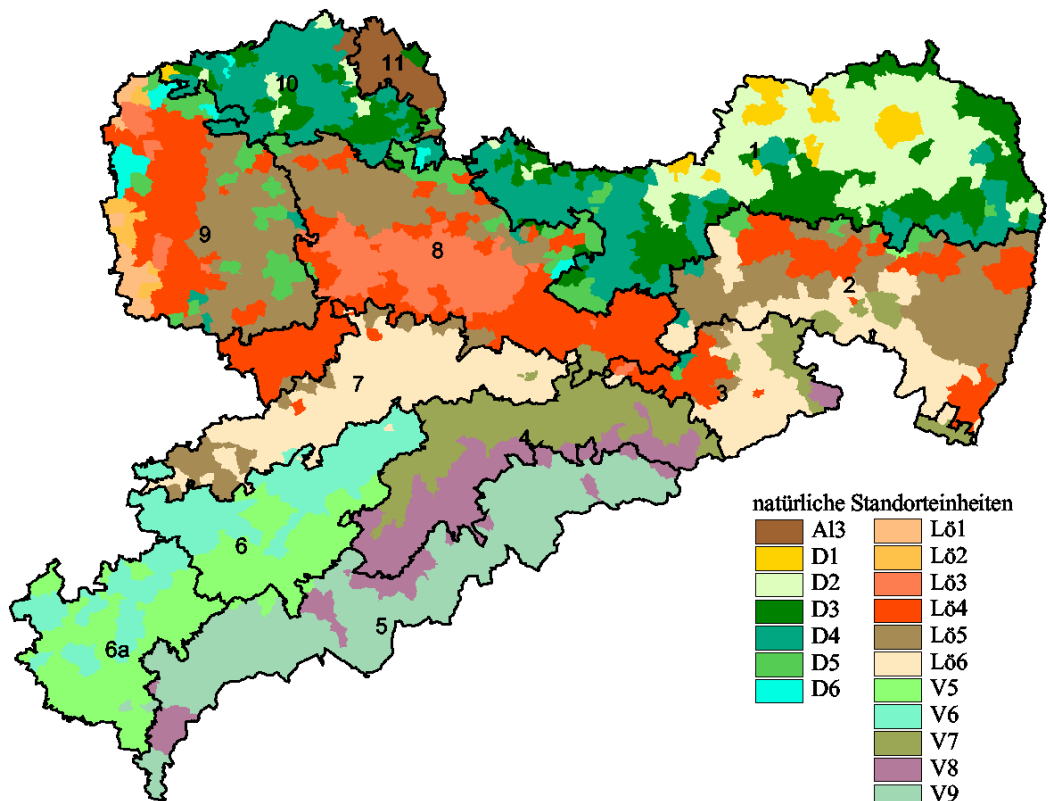 11
10
1
9
8
2
7
3
4
6
5
6a
natürliche Standorteinheiten
Al3 Lö1
D1 Lö2
D2 Lö3
D3 Lö4
D4 Lö5
D5 Lö6
D6 V5
V6
V7
V8
V9